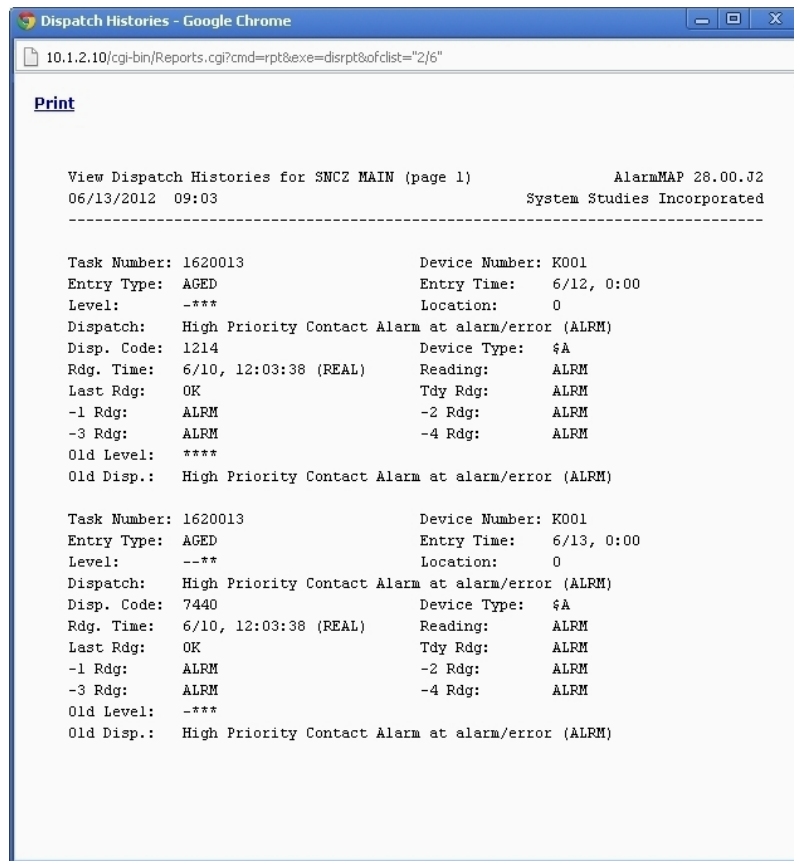 Dispatch Histories - Google Chrome
10.1.2.10/cgi-bin/Reports.cgi?cmd=rpt&exe=disrpt&ofclist="2/6"
Print
View Dispatch Histories for SNCZ MAIN (page 1) AlarmMAP 28.00.J2
06/13/2012 09:03 System Studies Incorporated
--------------------------------------------------------------------------------
Task Number: 1620013 Device Number: K001
Entry Type: AGED Entry Time: 6/12, 0:00
Level: -*** Location: 0
Dispatch: High Priority Contact Alarm at alarm/error (ALRM)
Disp. Code: 1214 Device Type: $A
Rdg. Time: 6/10, 12:03:38 (REAL) Reading: ALRM
Last Rdg: OK Tdy Rdg: ALRM
-1 Rdg: ALRM -2 Rdg: ALRM
-3 Rdg: ALRM -4 Rdg: ALRM
Old Level: ****
Old Disp.: High Priority Contact Alarm at alarm/error (ALRM)
Task Number: 1620013 Device Number: K001
Entry Type: AGED Entry Time: 6/13, 0:00
Level: --** Location: 0
Dispatch: High Priority Contact Alarm at alarm/error (ALRM)
Disp. Code: 7440 Device Type: $A
Rdg. Time: 6/10, 12:03:38 (REAL) Reading: ALRM
Last Rdg: OK Tdy Rdg: ALRM
-1 Rdg: ALRM -2 Rdg: ALRM
-3 Rdg: ALRM -4 Rdg: ALRM
Old Level: -***
Old Disp.: High Priority Contact Alarm at alarm/error (ALRM)